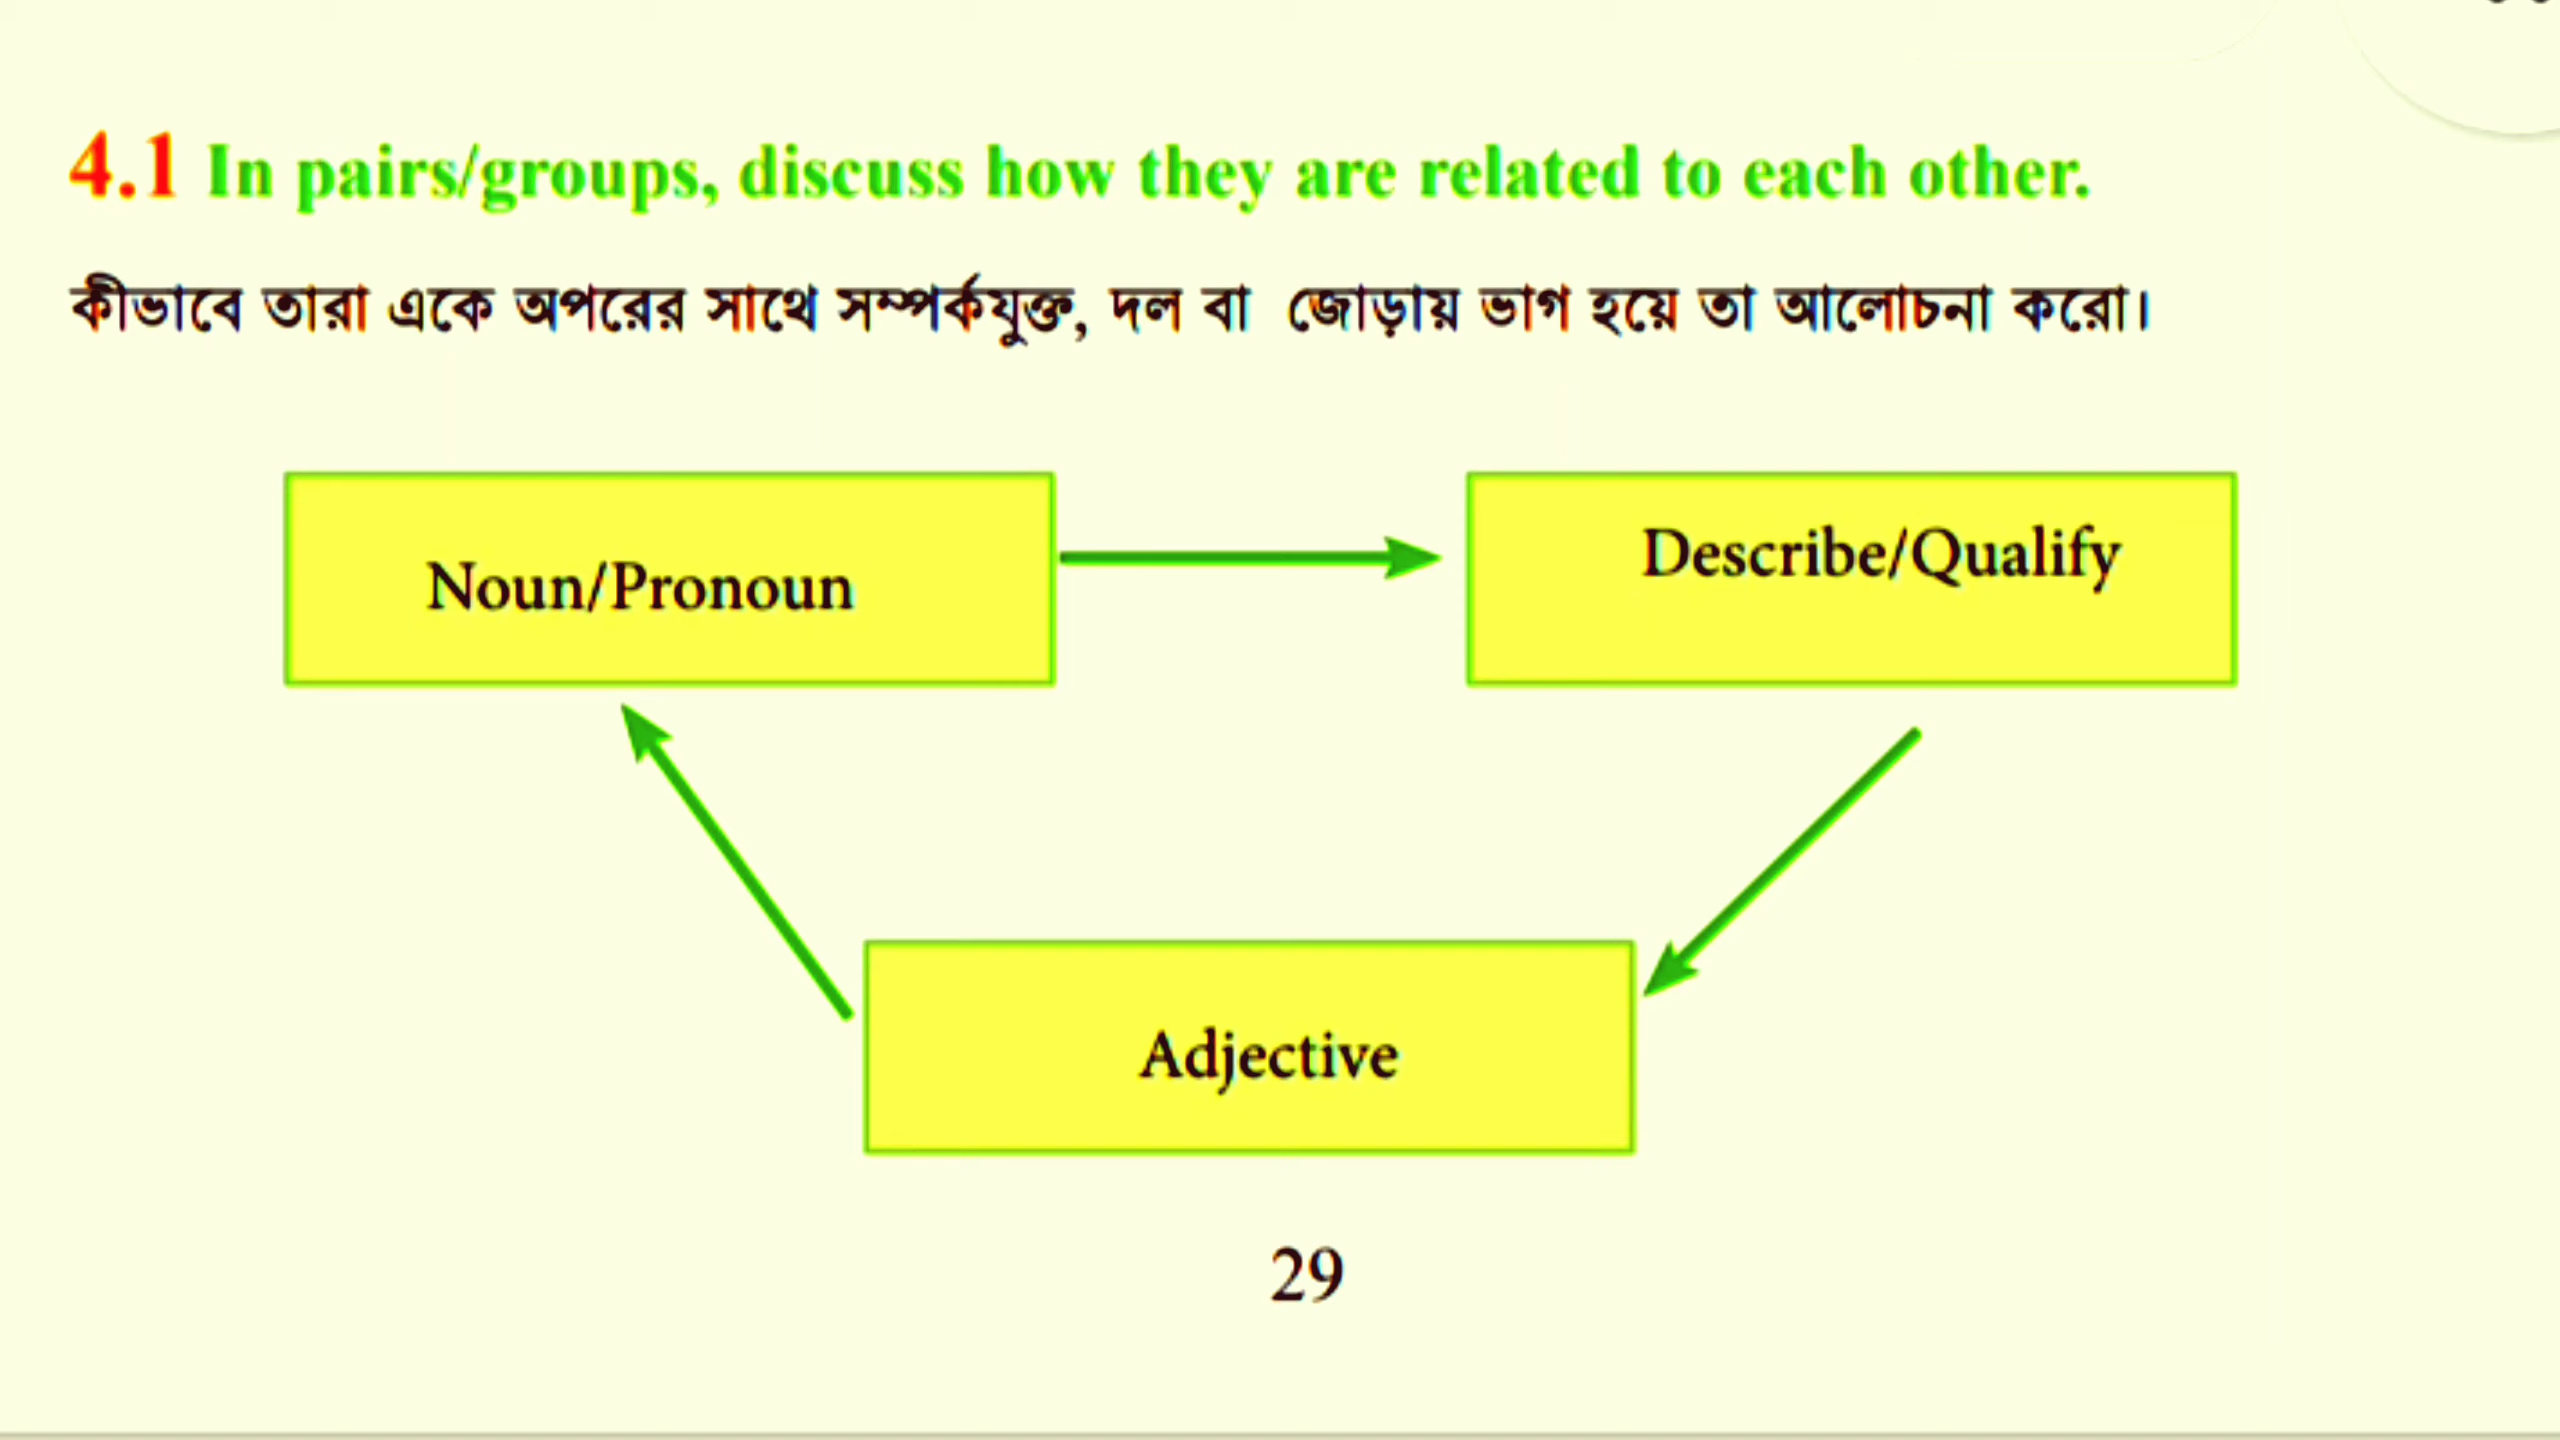 4.1 In pairs/groups, discuss how they are related to each other.
কীভাবে তারা একে অপরের সাথে সম্পর্কযুক্ত, দল বা জোড়ায় ভাগ হয়ে তা আলোচনা করো।
Noun/Pronoun
Describe/Qualify
Adjective
29